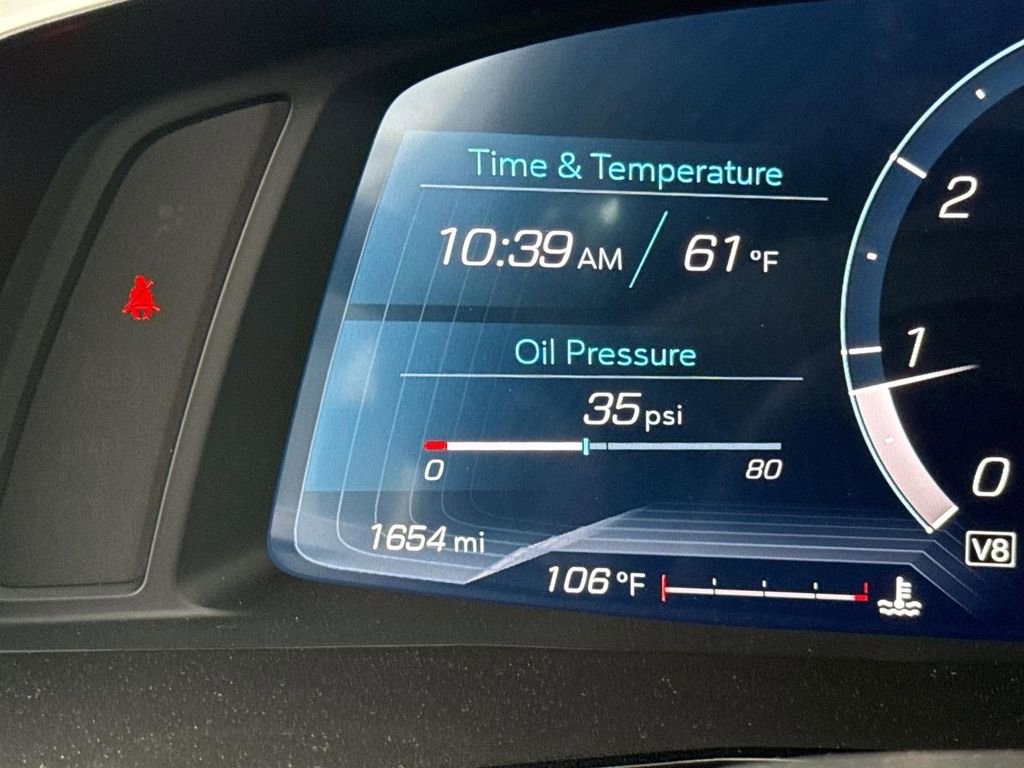 Time & Temperature
10:39 AM / 61 °F
Oil Pressure
35 psi
0 80
1654 mi
106 °F
2
1
0
V8